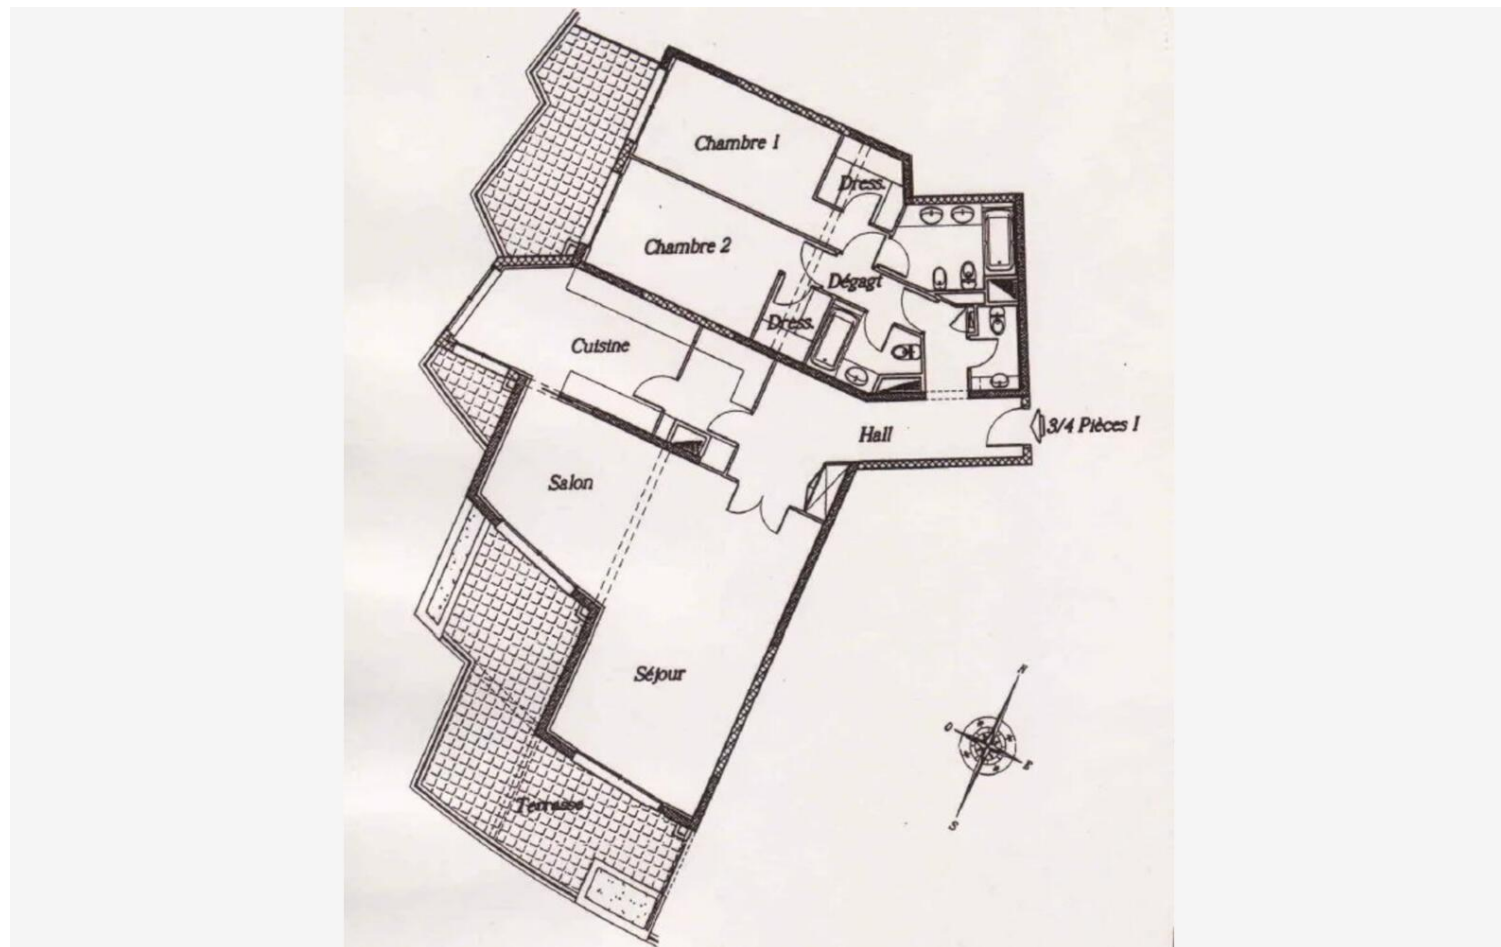 Chambre 1
Dress.
Chambre 2
Dégagt
Dress.
Cuisine
3/4 Pièces I
Hall
Salon
Séjour
N
O
E
S
Terrasse